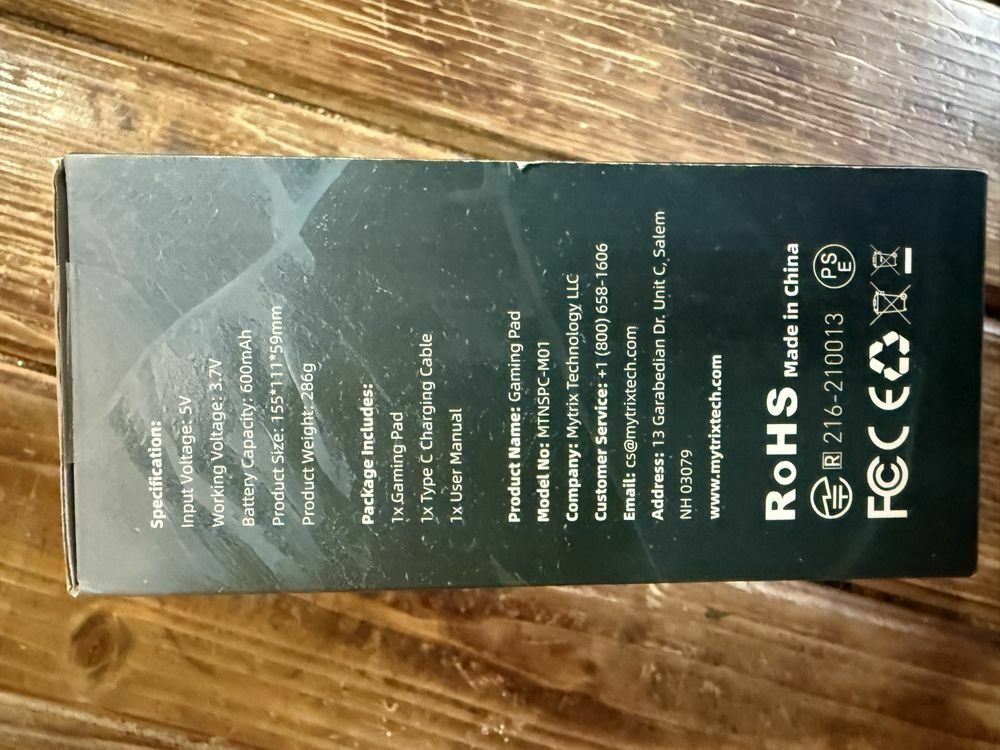 Specification:
Input Voltage: 5V
Working Voltage: 3.7V
Battery Capacity: 600mAh
Product Size: 155*111*59mm
Product Weight: 286g
Package Includes:
1x Gaming Pad
1x Type C Charging Cable
1x User Manual
Product Name: Gaming Pad
Model No: MTNSPC-M01
Company: Mytrix Technology LLC
Customer Service: +1 (800) 658-1606
Email: cs@mytrixtech.com
Address: 13 Garabedian Dr. Unit C, Salem
NH 03079
www.mytrixtech.com
RoHS Made in China
R 216-210013 PSE
FC CE